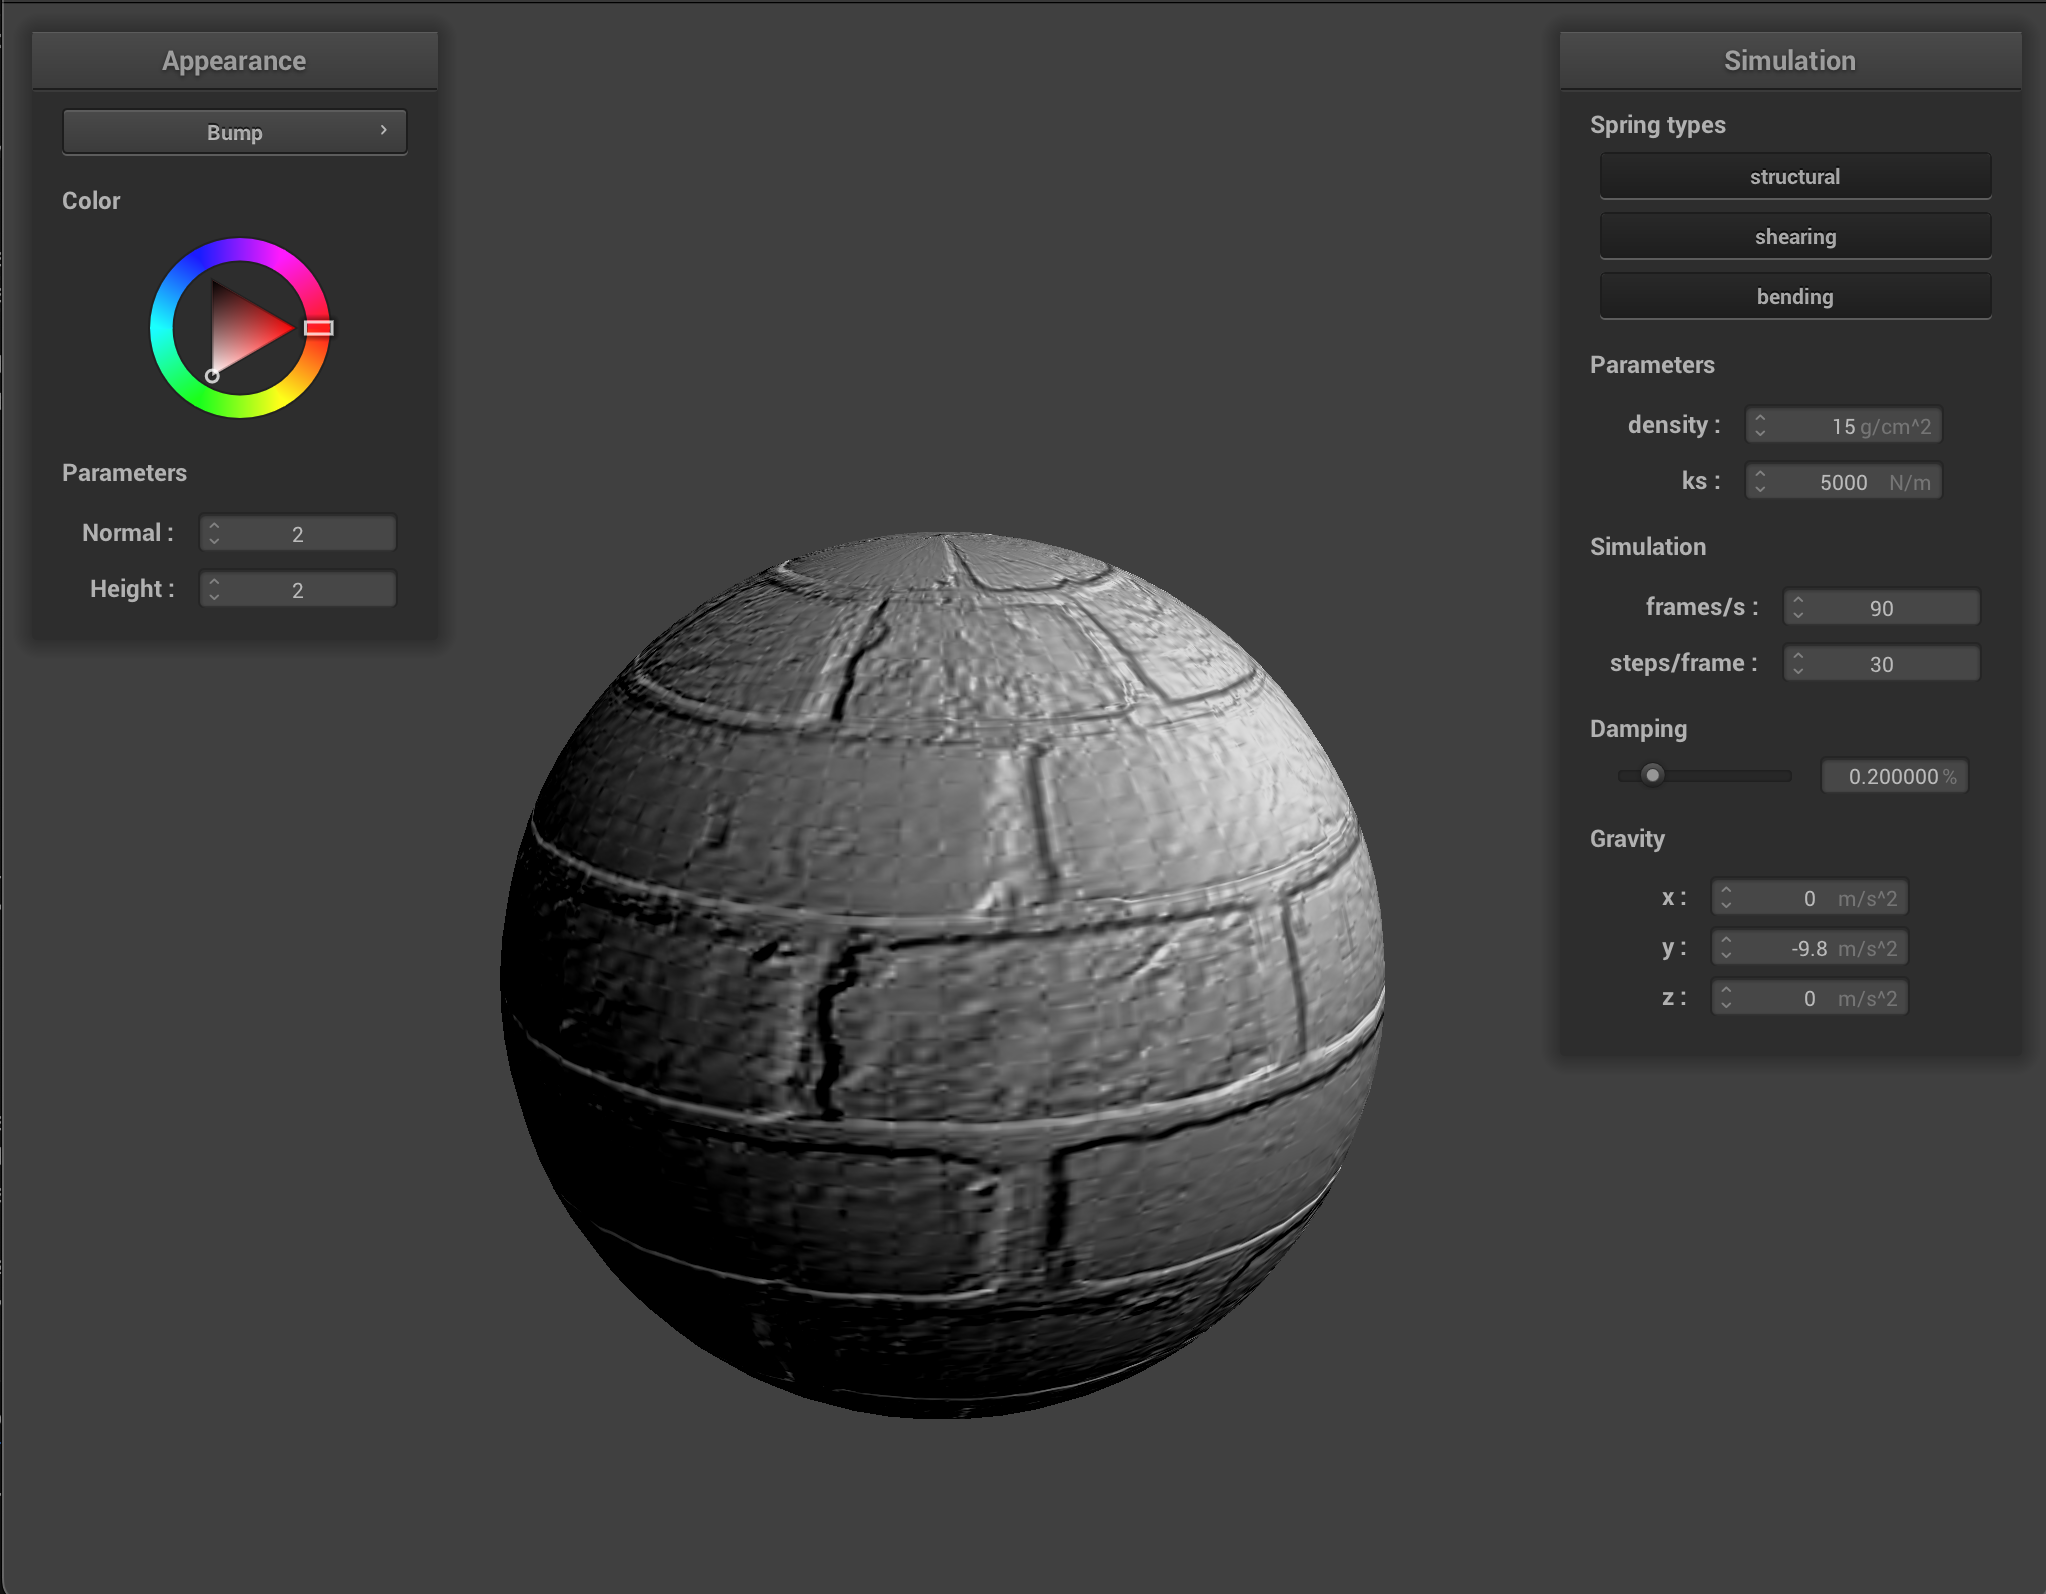 Appearance
Bump
Color
Parameters
Normal : 2
Height : 2
Simulation
Spring types
structural
shearing
bending
Parameters
density : 15 g/cm^2
ks : 5000 N/m
Simulation
frames/s : 90
steps/frame : 30
Damping
0.200000 %
Gravity
x : 0 m/s^2
y : -9.8 m/s^2
z : 0 m/s^2